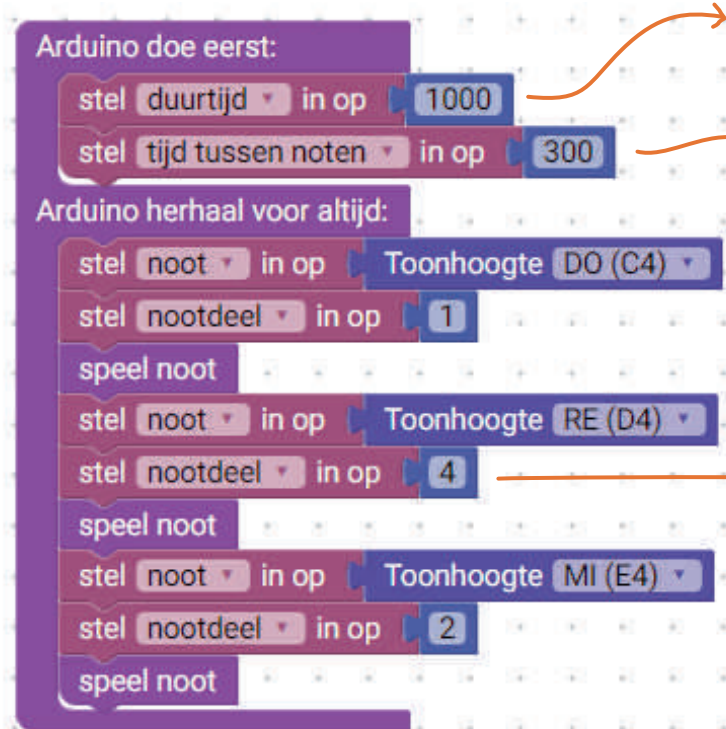 Arduino doe eerst:
stel duurtijd in op 1000
stel tijd tussen noten in op 300
Arduino herhaal voor altijd:
stel noot in op Toonhoogte DO (C4)
stel nootdeel in op 1
speel noot
stel noot in op Toonhoogte RE (D4)
stel nootdeel in op 4
speel noot
stel noot in op Toonhoogte MI (E4)
stel nootdeel in op 2
speel noot